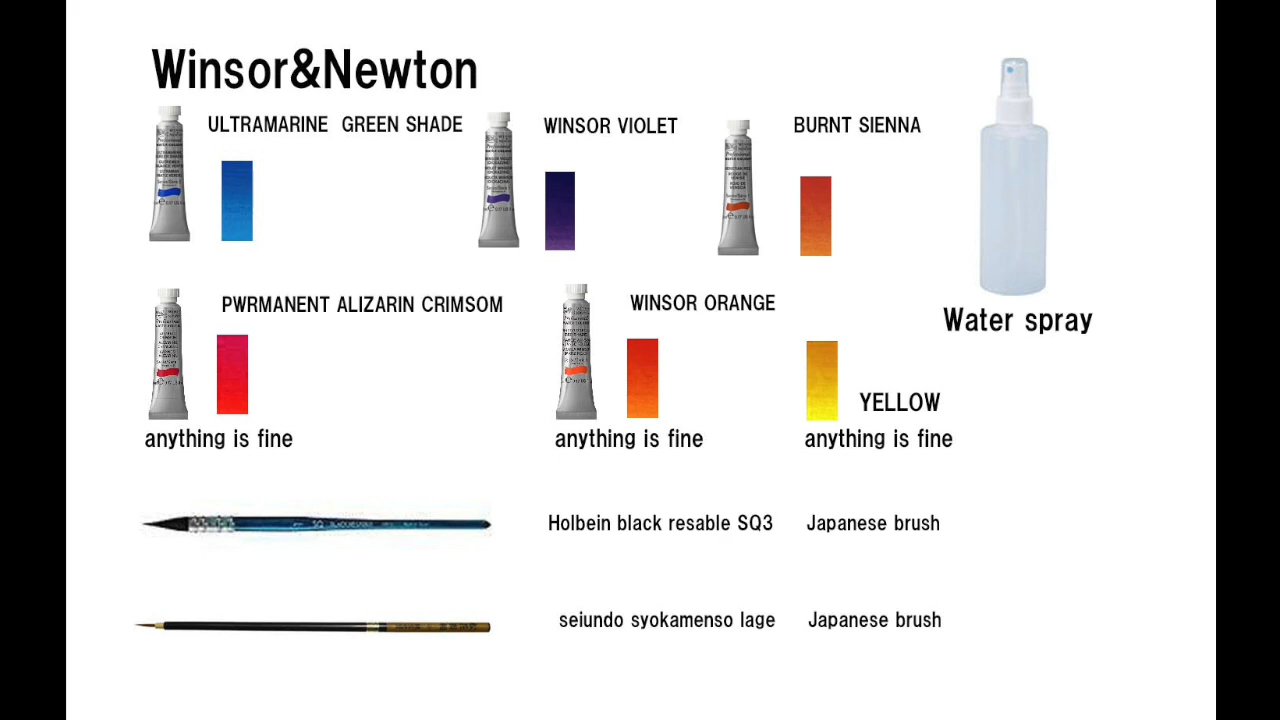 Winsor&Newton
ULTRAMARINE GREEN SHADE
WINSOR VIOLET
BURNT SIENNA
PWRMANENT ALIZARIN CRIMSOM
WINSOR ORANGE
Water spray
YELLOW
anything is fine
anything is fine
anything is fine
Holbein black resable SQ3
Japanese brush
seiundo syokamenso lage
Japanese brush